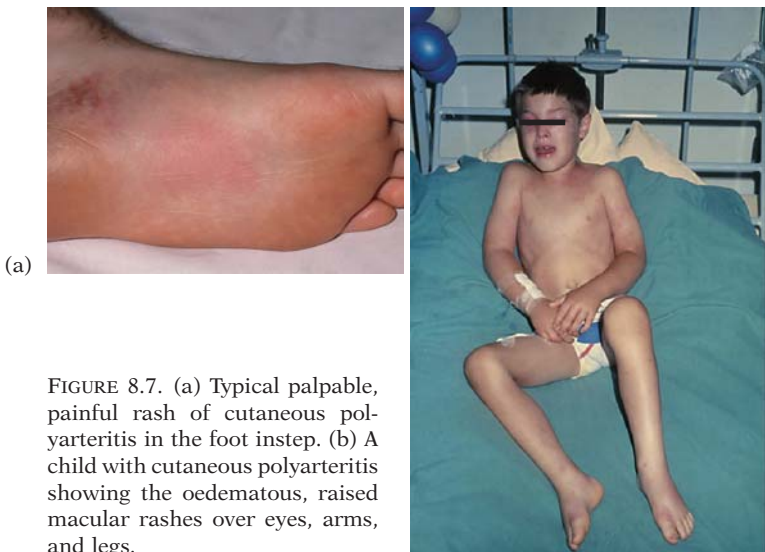 (a)
FIGURE 8.7. (a) Typical palpable,
painful rash of cutaneous pol-
yarteritis in the foot instep. (b) A
child with cutaneous polyarteritis
showing the oedematous, raised
macular rashes over eyes, arms,
and legs.